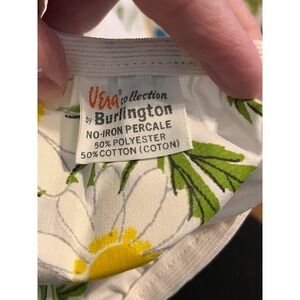 Vera® collection
by Burlington
NO-IRON PERCALE
50% POLYESTER
50% COTTON (COTON)